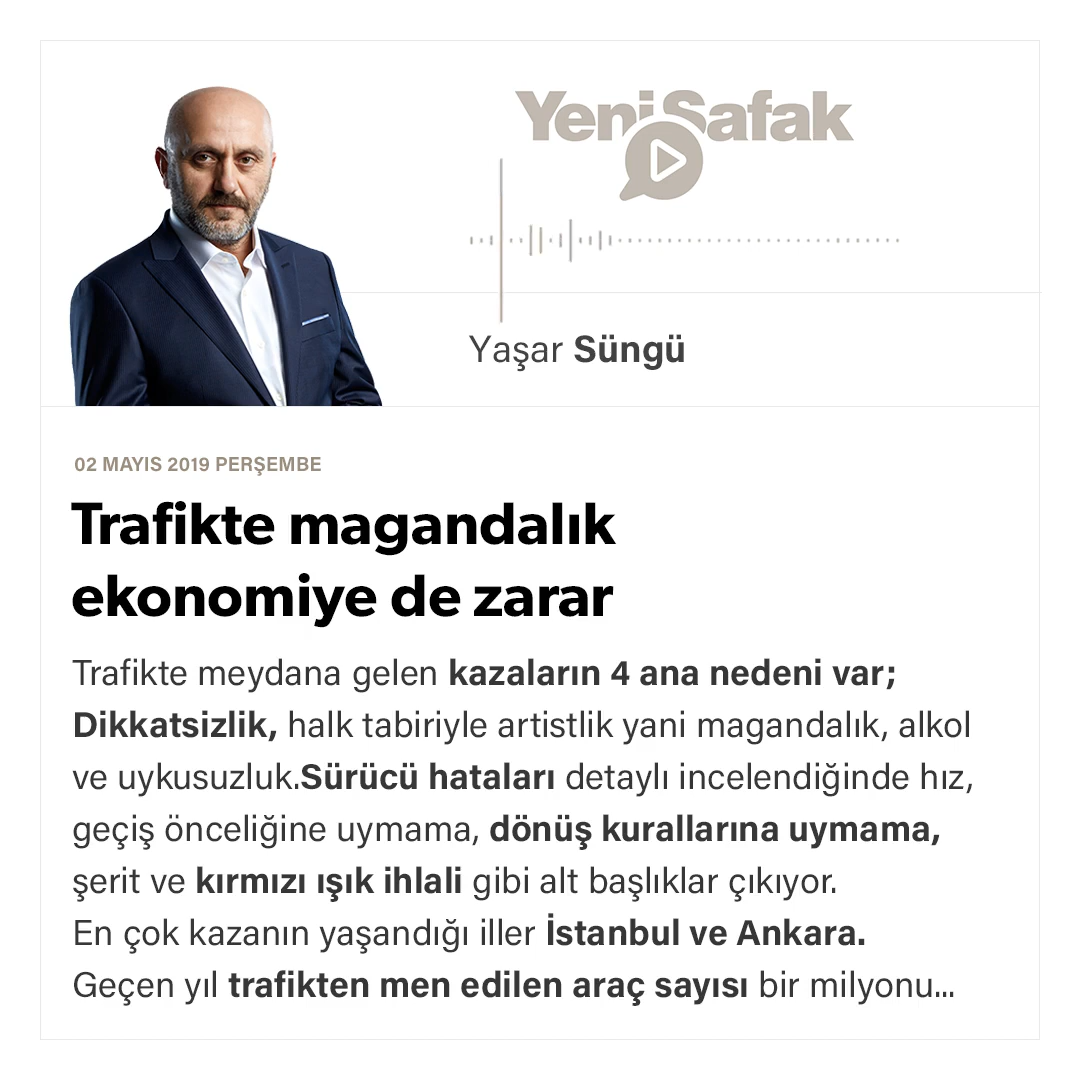 YeniŞafak
Yaşar Süngü
02 MAYIS 2019 PERŞEMBE
Trafikte magandalık
ekonomiye de zarar
Trafikte meydana gelen kazaların 4 ana nedeni var;
Dikkatsizlik, halk tabiriyle artistlik yani magandalık, alkol
ve uykusuzluk.Sürücü hataları detaylı incelendiğinde hız,
geçiş önceliğine uymama, dönüş kurallarına uymama,
şerit ve kırmızı ışık ihlali gibi alt başlıklar çıkıyor.
En çok kazanın yaşandığı iller İstanbul ve Ankara.
Geçen yıl trafikten men edilen araç sayısı bir milyonu...